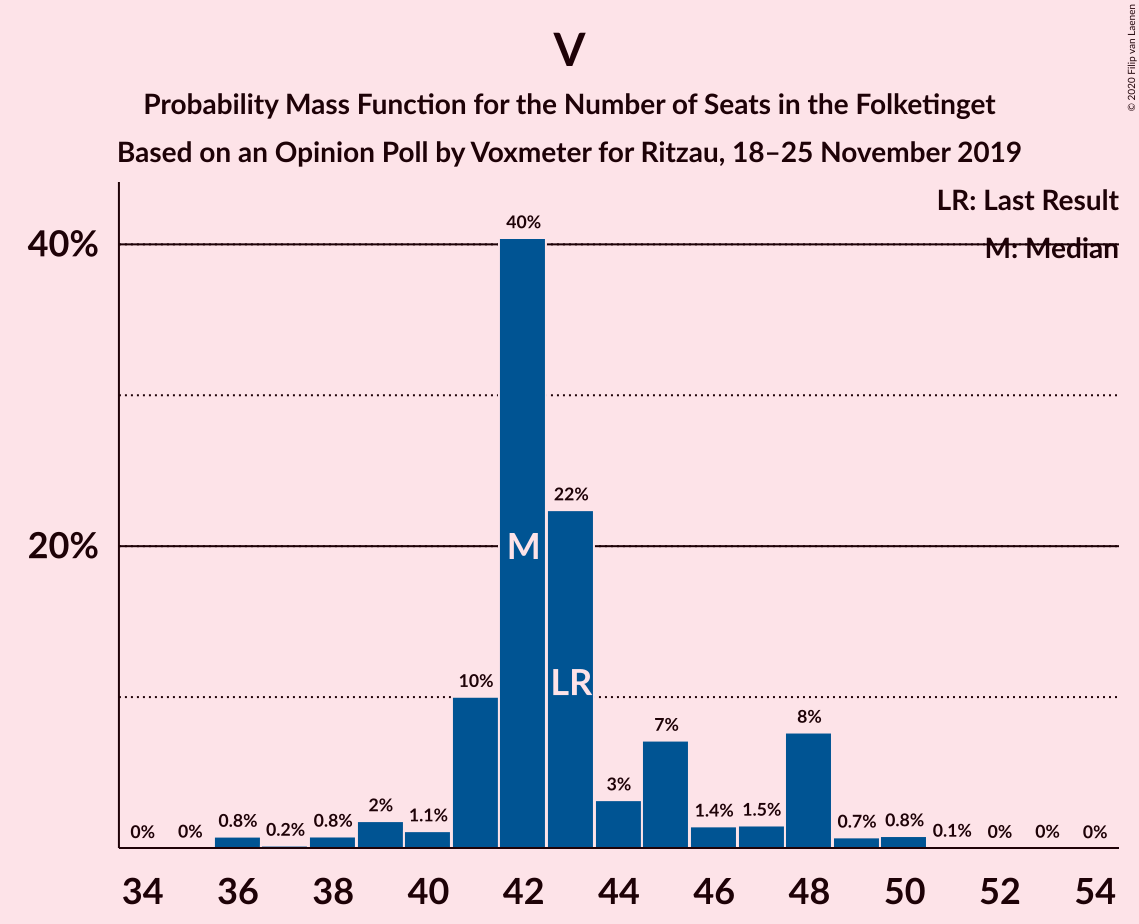 V
Probability Mass Function for the Number of Seats in the Folketinget
Based on an Opinion Poll by Voxmeter for Ritzau, 18–25 November 2019
© 2020 Filip van Laenen
LR: Last Result
M: Median
40%
20%
0% 0% 0.8% 0.2% 0.8% 2% 1.1% 10% 40% 22% 3% 7% 1.4% 1.5% 8% 0.7% 0.8% 0.1% 0% 0% 0%
M
LR
34 36 38 40 42 44 46 48 50 52 54